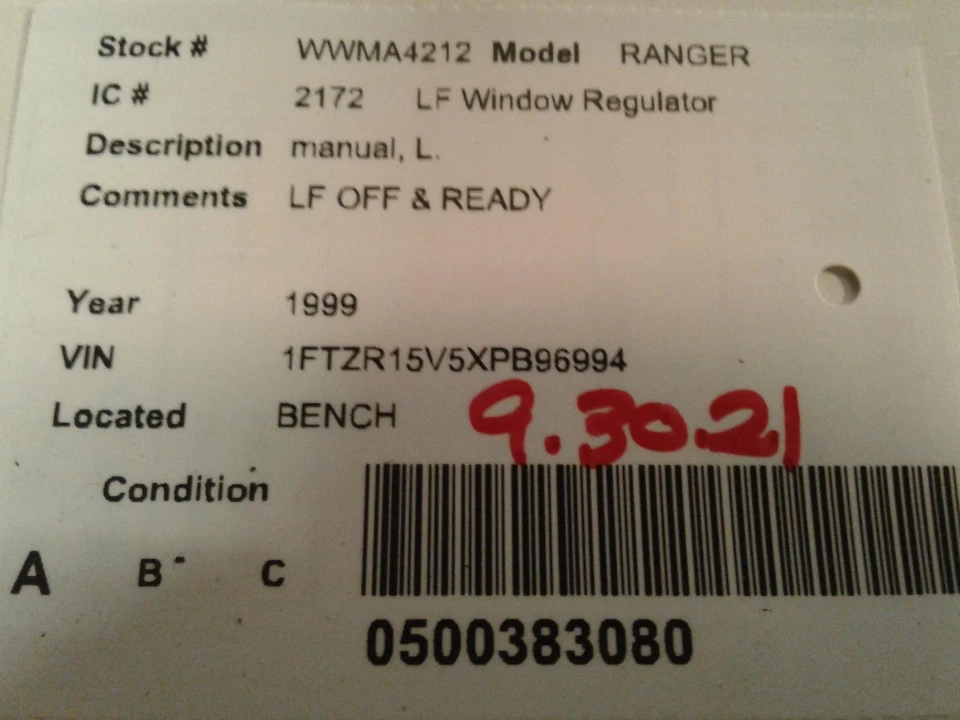 Stock # WWMA4212 Model RANGER
IC # 2172 LF Window Regulator
Description manual, L.
Comments LF OFF & READY
Year 1999
VIN 1FTZR15V5XPB96994
Located BENCH 9.30.21
Condition
A B C
0500383080